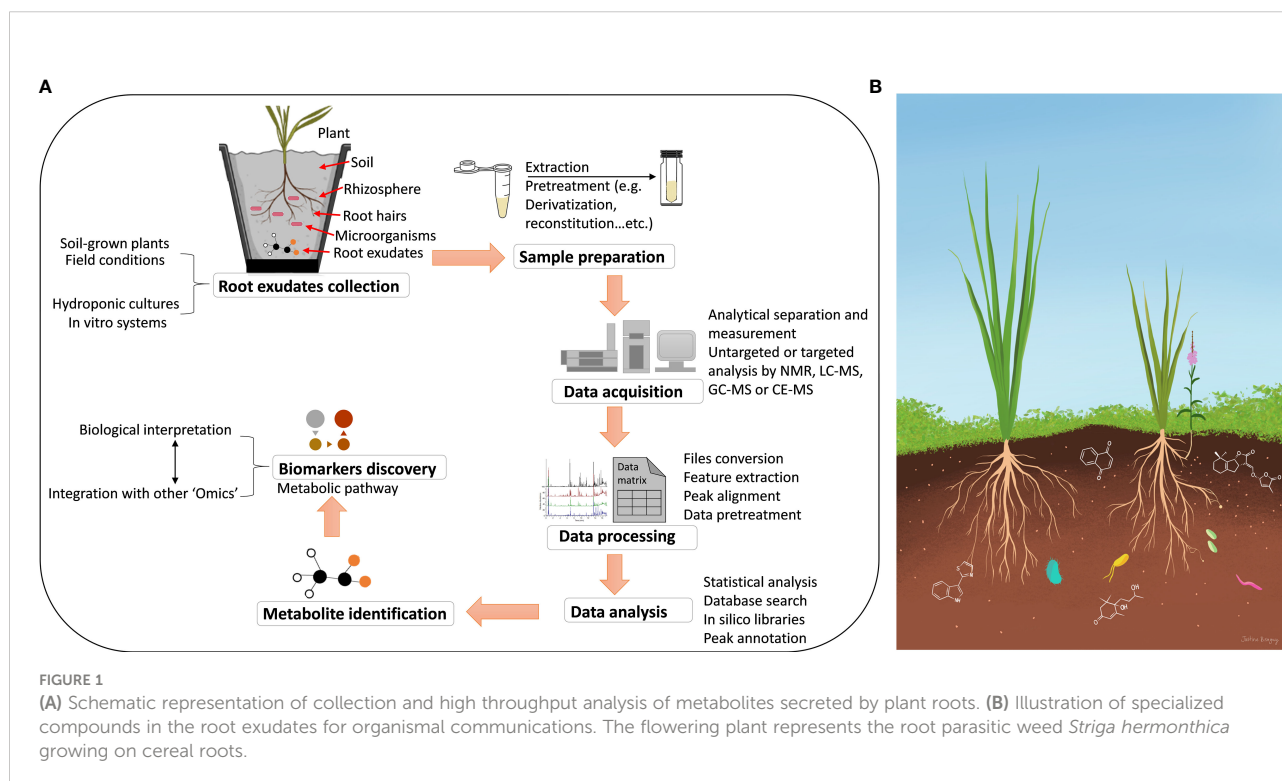 A
B
Plant
Soil
Rhizosphere
Root hairs
Microorganisms
Root exudates
Soil-grown plants
Field conditions
Hydroponic cultures
In vitro systems
Root exudates collection
Extraction
Pretreatment (e.g.
Derivatization,
reconstitution...etc.)
Sample preparation
Analytical separation and
measurement
Untargeted or targeted
analysis by NMR, LC-MS,
GC-MS or CE-MS
Data acquisition
Data
matrix
Files conversion
Feature extraction
Peak alignment
Data pretreatment
Data processing
Statistical analysis
Database search
In silico libraries
Peak annotation
Data analysis
Metabolite identification
Biomarkers discovery
Metabolic pathway
Biological interpretation
Integration with other ‘Omics’
FIGURE 1
(A) Schematic representation of collection and high throughput analysis of metabolites secreted by plant roots. (B) Illustration of specialized
compounds in the root exudates for organismal communications. The flowering plant represents the root parasitic weed Striga hermonthica
growing on cereal roots.